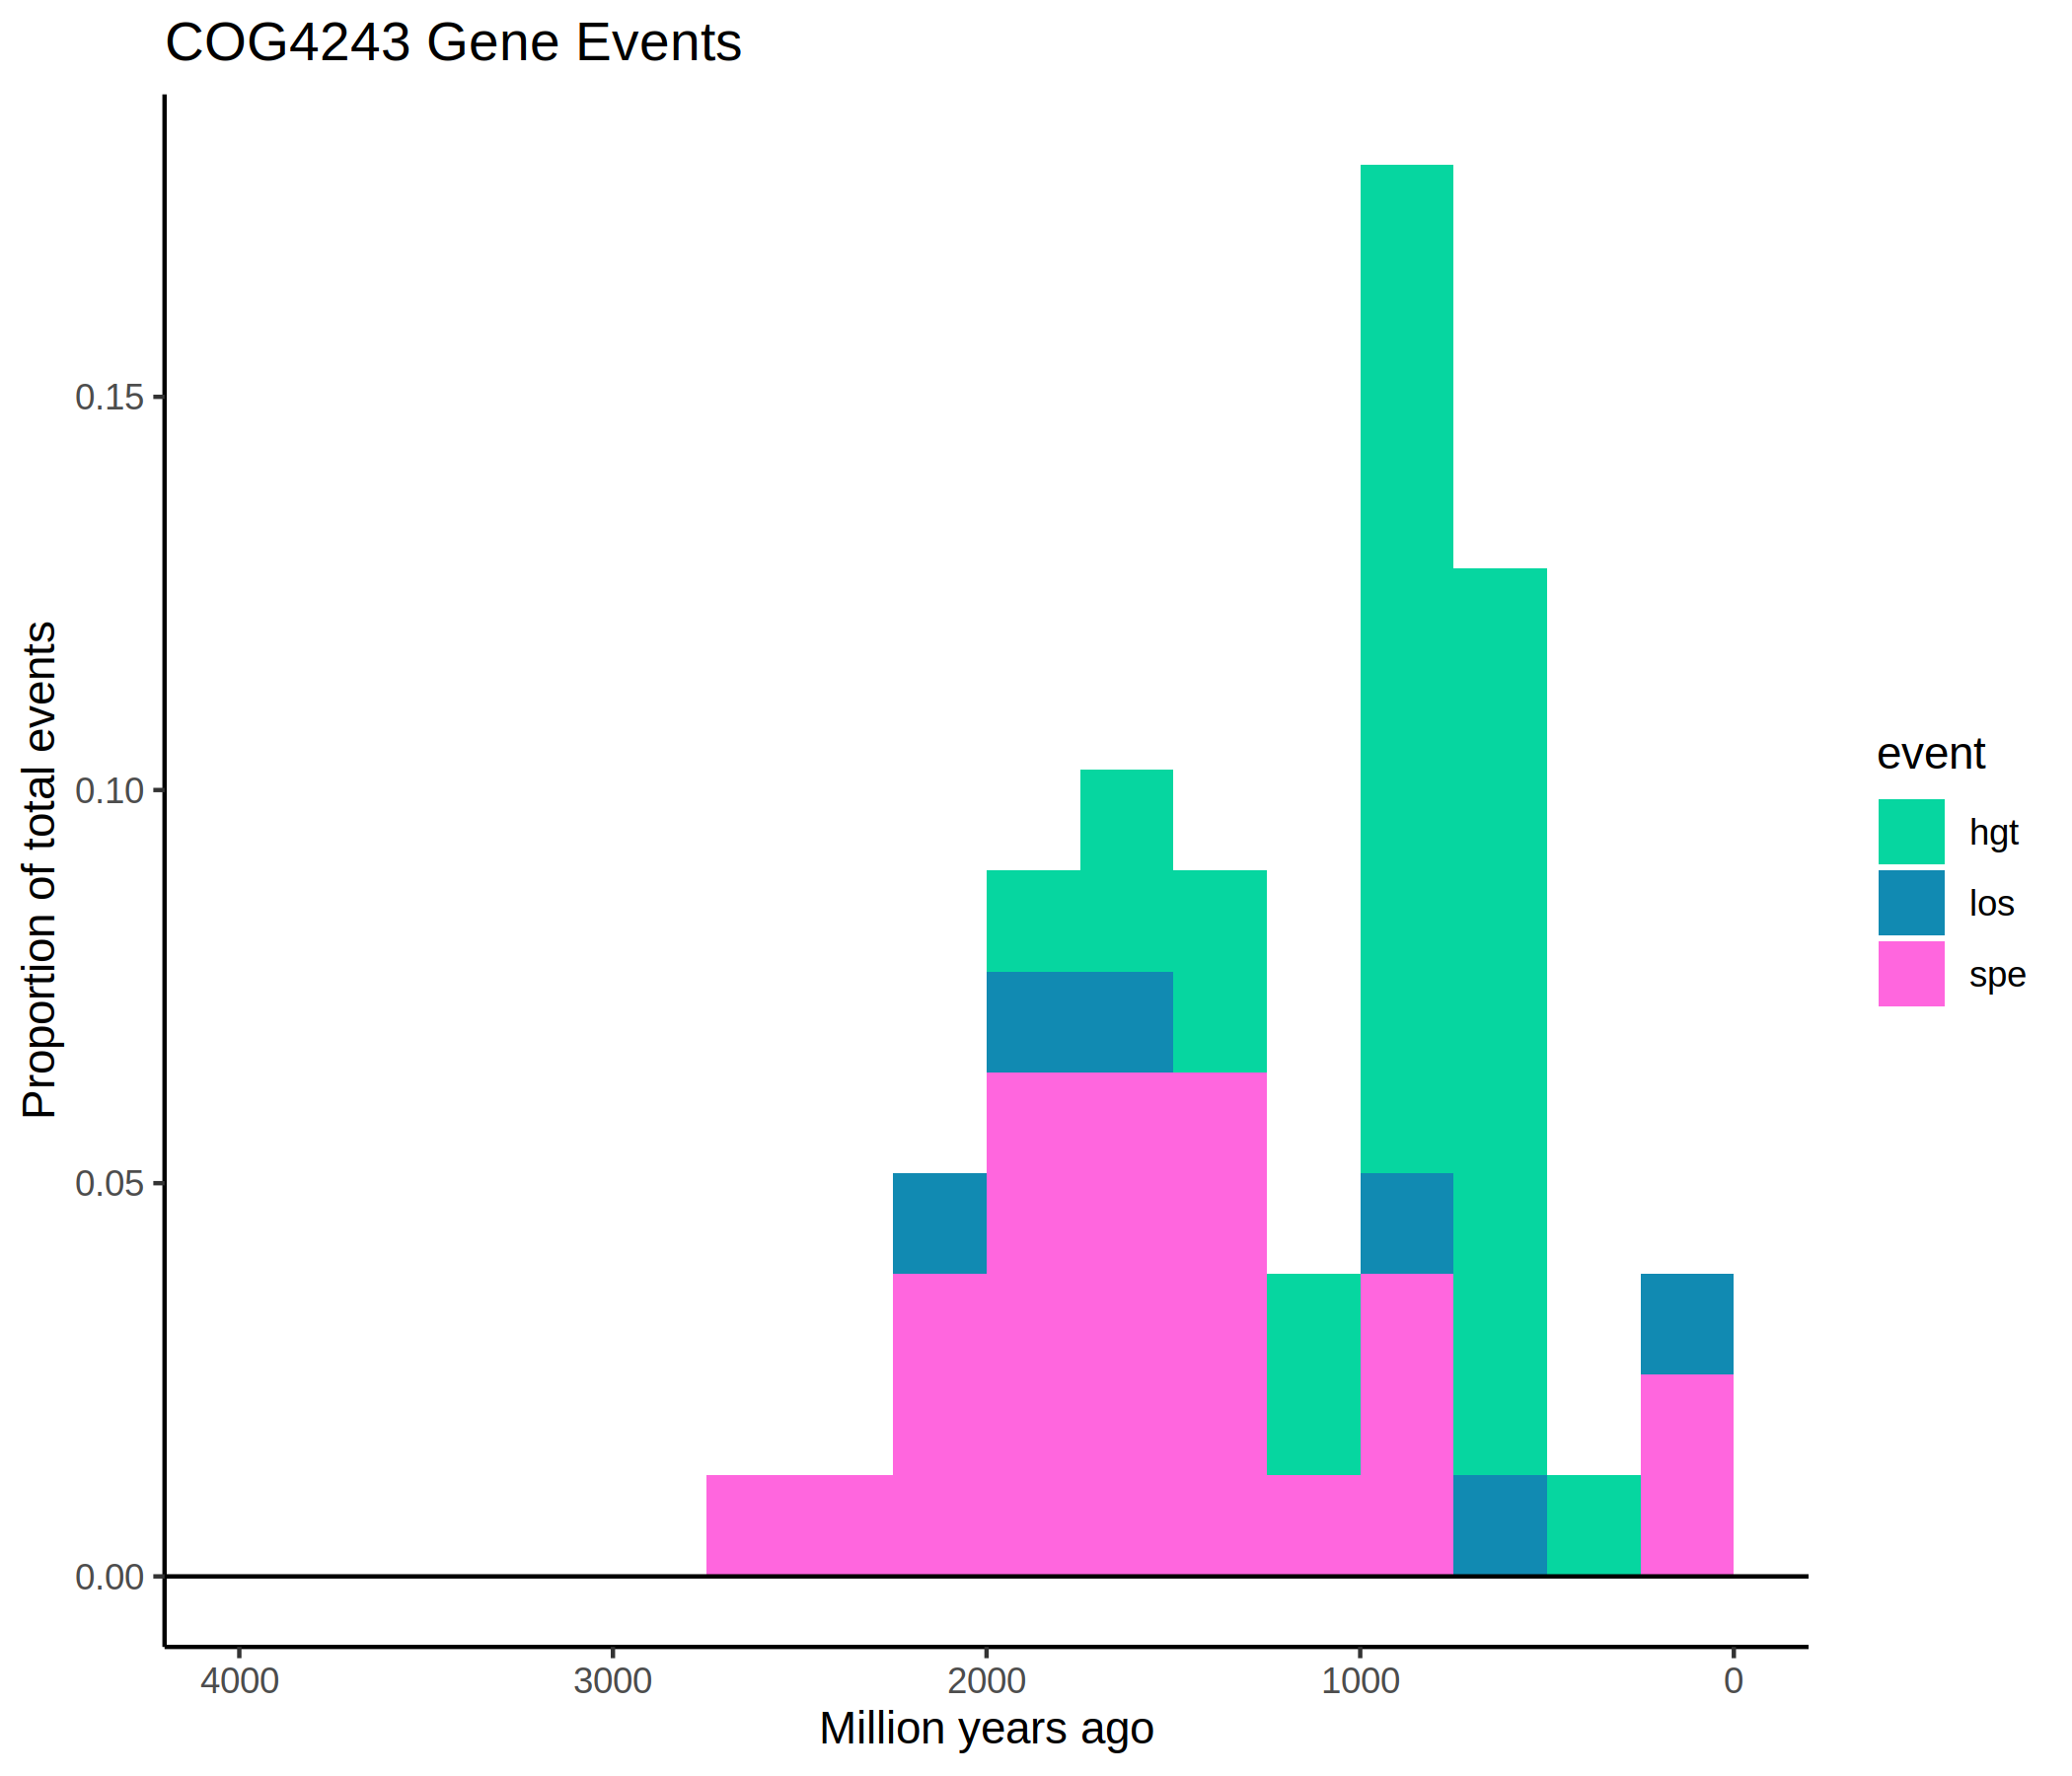 COG4243 Gene Events
Proportion of total events
0.15
0.10
0.05
0.00
4000 3000 2000 1000 0
Million years ago
event
hgt
los
spe